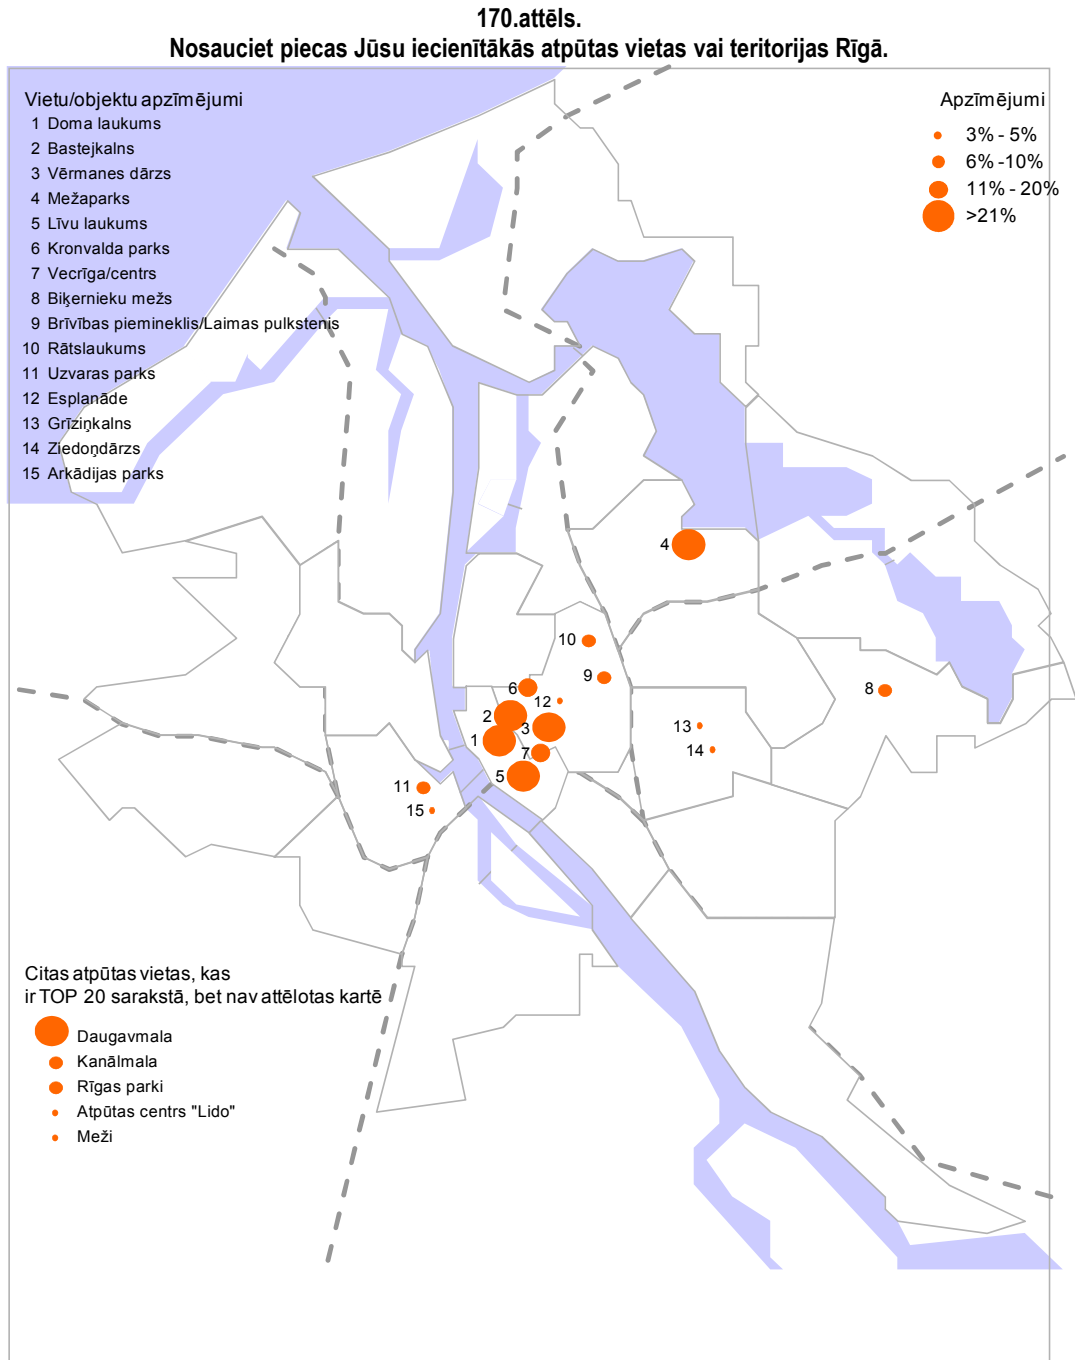 170.attēls.
Nosauciet piecas Jūsu iecienītākās atpūtas vietas vai teritorijas Rīgā.
Vietu/objektu apzīmējumi
1 Doma laukums
2 Bastejkalns
3 Vērmanes dārzs
4 Mežaparks
5 Līvu laukums
6 Kronvalda parks
7 Vecrīga/centrs
8 Biķernieku mežs
9 Brīvības piemineklis/Laimas pulkstenis
10 Rātslaukums
11 Uzvaras parks
12 Esplanāde
13 Grīziņkalns
14 Ziedoņdārzs
15 Arkādijas parks
Apzīmējumi
3% - 5%
6% -10%
11% - 20%
>21%
4
10
9
8
6
12
2
3
13
1
7
14
5
11
15
Citas atpūtas vietas, kas
ir TOP 20 sarakstā, bet nav attēlotas kartē
Daugavmala
Kanālmala
Rīgas parki
Atpūtas centrs "Lido"
Meži